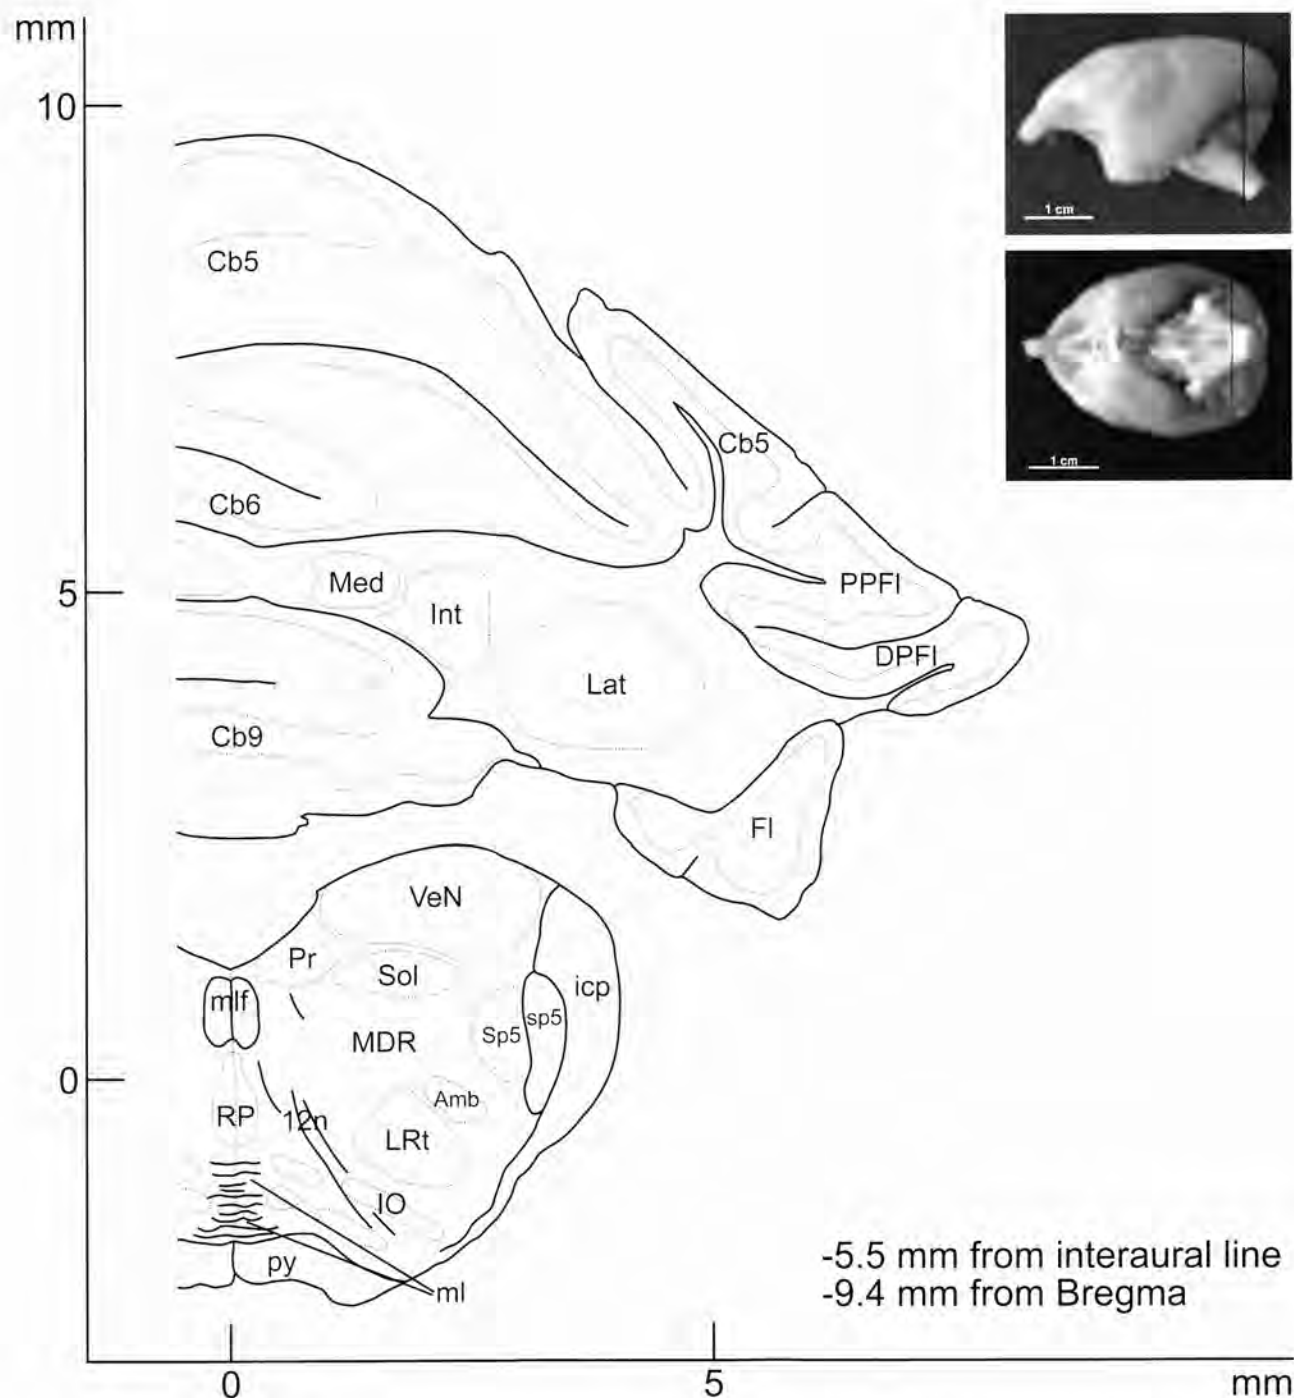 mm
10
1 cm
Cb5
1 cm
Cb5
Cb6
Med
5
PPFl
Int
DPFl
Lat
Cb9
Fl
VeN
Pr
Sol
icp
mlf
sp5
Sp5
MDR
0
Amb
RP
12n
LRt
IO
-5.5 mm from interaural line
py
ml
-9.4 mm from Bregma
0
5
mm